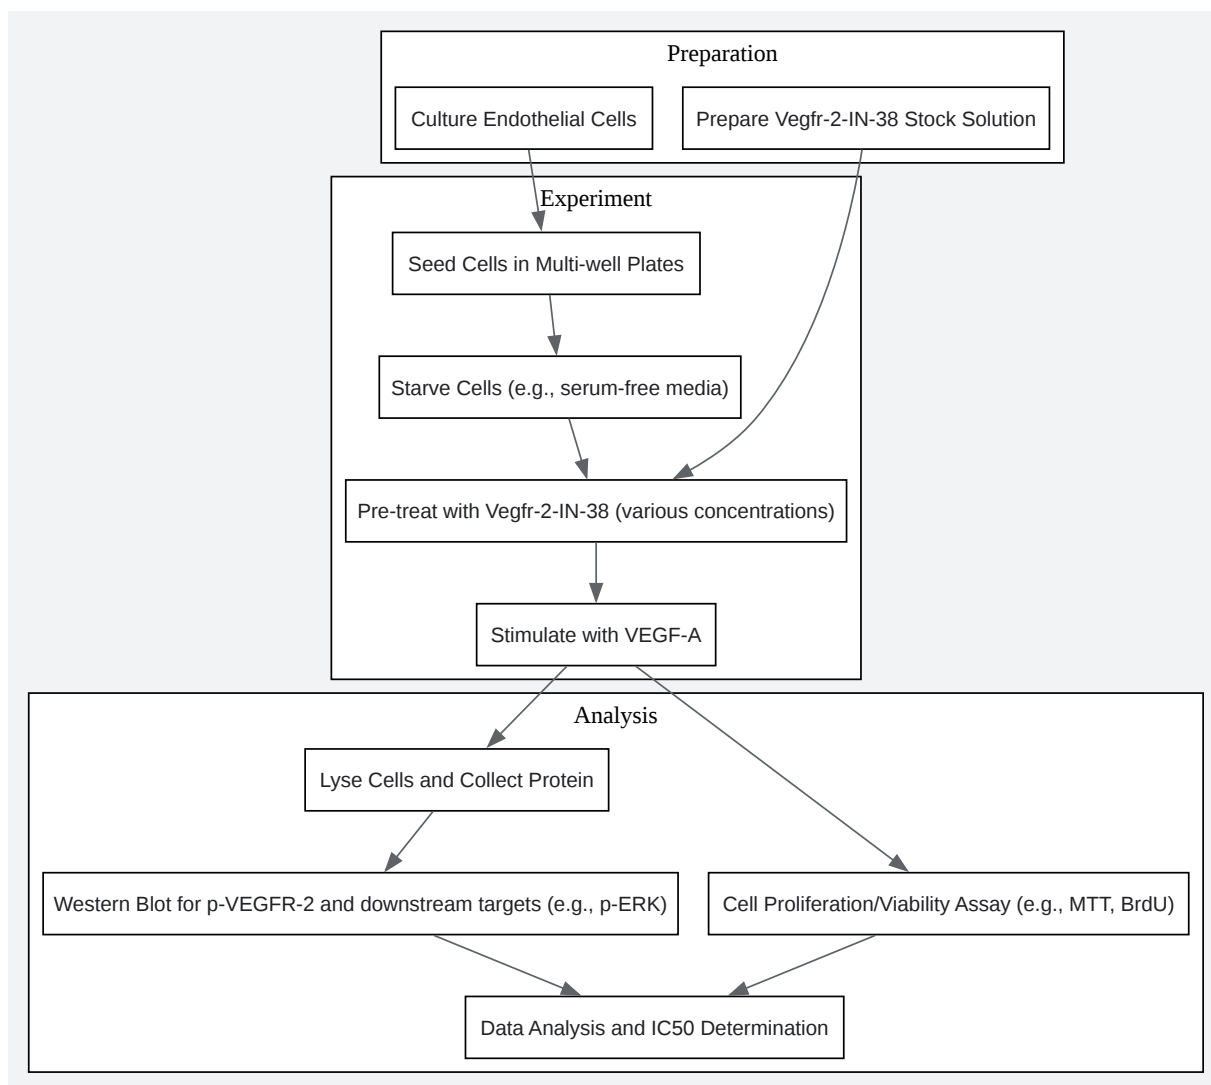 Preparation
Culture Endothelial Cells
Prepare Vegfr-2-IN-38 Stock Solution
Experiment
Seed Cells in Multi-well Plates
Starve Cells (e.g., serum-free media)
Pre-treat with Vegfr-2-IN-38 (various concentrations)
Stimulate with VEGF-A
Analysis
Lyse Cells and Collect Protein
Western Blot for p-VEGFR-2 and downstream targets (e.g., p-ERK)
Cell Proliferation/Viability Assay (e.g., MTT, BrdU)
Data Analysis and IC50 Determination